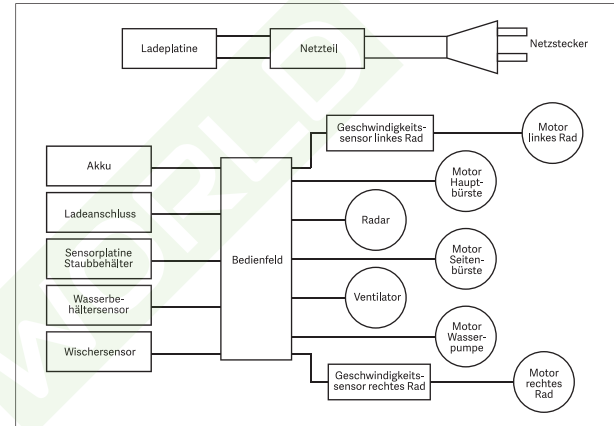 Ladeplatine
Netzteil
Netzstecker
Akku
Ladeanschluss
Sensorplatine
Staubbehälter
Wasserbe-
hältersensor
Wischersensor
Bedienfeld
Geschwindigkeits-
sensor linkes Rad
Motor
linkes Rad
Motor
Haupt-
bürste
Radar
Motor
Seiten-
bürste
Ventilator
Motor
Wasser-
pumpe
Geschwindigkeits-
sensor rechtes Rad
Motor
rechtes
Rad
WORLD